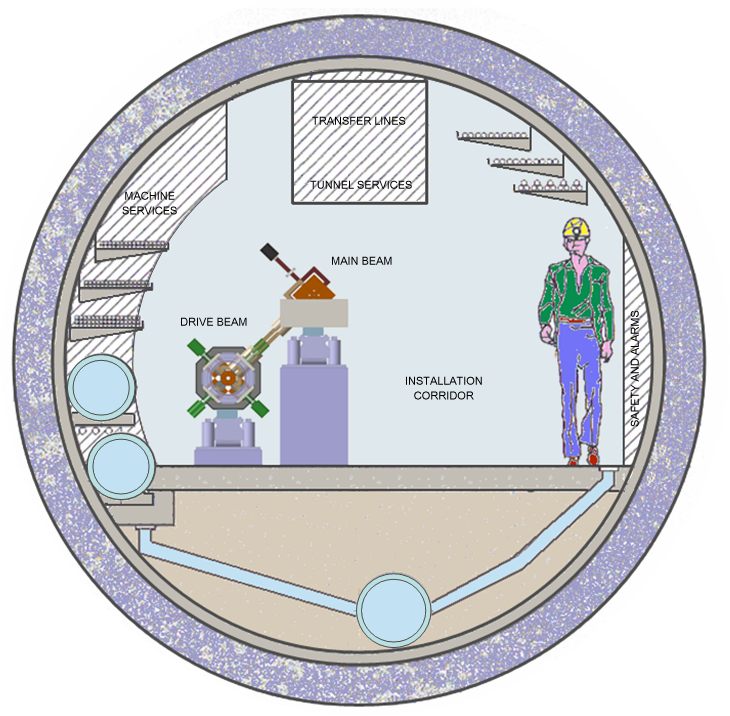 TRANSFER LINES
TUNNEL SERVICES
MACHINE
SERVICES
MAIN BEAM
DRIVE BEAM
INSTALLATION
CORRIDOR
SAFETY AND ALARMS